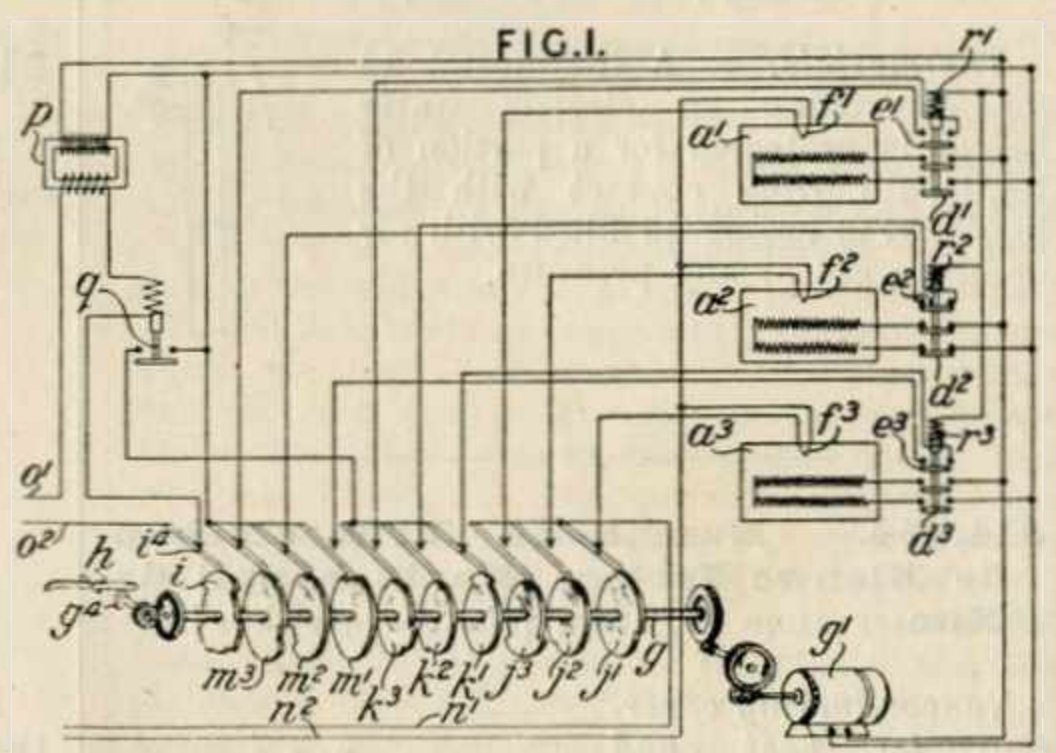 FIG.1.
r¹
p
e¹
f¹
a¹
d¹
r²
q
e²
f²
a²
d²
f³
a³
e³
r³
o¹
d³
o²
i⁴
h
i
g⁴
g
g¹
m³ m² m¹ k³ k² k¹ j³ j² j¹
n² n¹